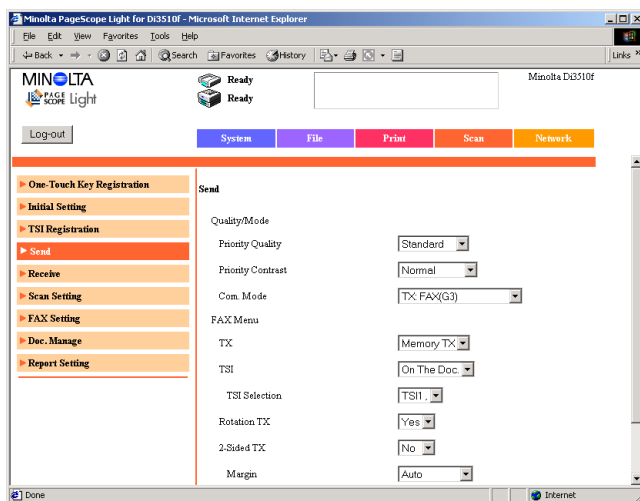 Minolta PageScope Light for Di3510f - Microsoft Internet Explorer
File Edit View Favorites Tools Help
Back Search Favorites History Links »
MINOLTA
PAGE SCOPE Light
Ready
Ready
Minolta Di3510f
Log-out
System File Print Scan Network
One-Touch Key Registration
Initial Setting
TSI Registration
Send
Receive
Scan Setting
FAX Setting
Doc. Manage
Report Setting
Send
Quality/Mode
Priority Quality Standard
Priority Contrast Normal
Com. Mode TX: FAX(G3)
FAX Menu
TX Memory TX
TSI On The Doc.
TSI Selection TSI1 ,
Rotation TX Yes
2-Sided TX No
Margin Auto
Done Internet